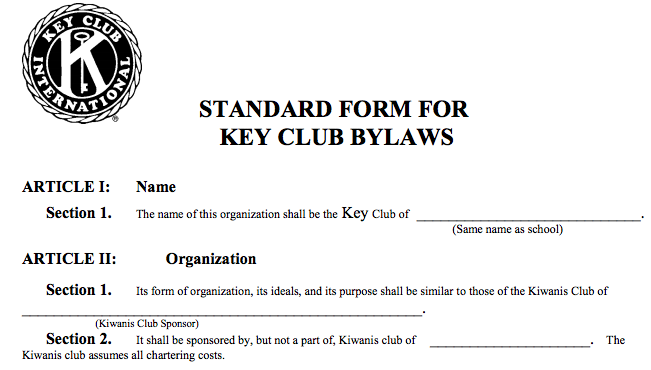 KEY CLUB
INTERNATIONAL
K
®
STANDARD FORM FOR
KEY CLUB BYLAWS
ARTICLE I: Name
Section 1. The name of this organization shall be the Key Club of ______________________________.
(Same name as school)
ARTICLE II: Organization
Section 1. Its form of organization, its ideals, and its purpose shall be similar to those of the Kiwanis Club of
______________________________________________________.
(Kiwanis Club Sponsor)
Section 2. It shall be sponsored by, but not a part of, Kiwanis club of _____________________. The
Kiwanis club assumes all chartering costs.